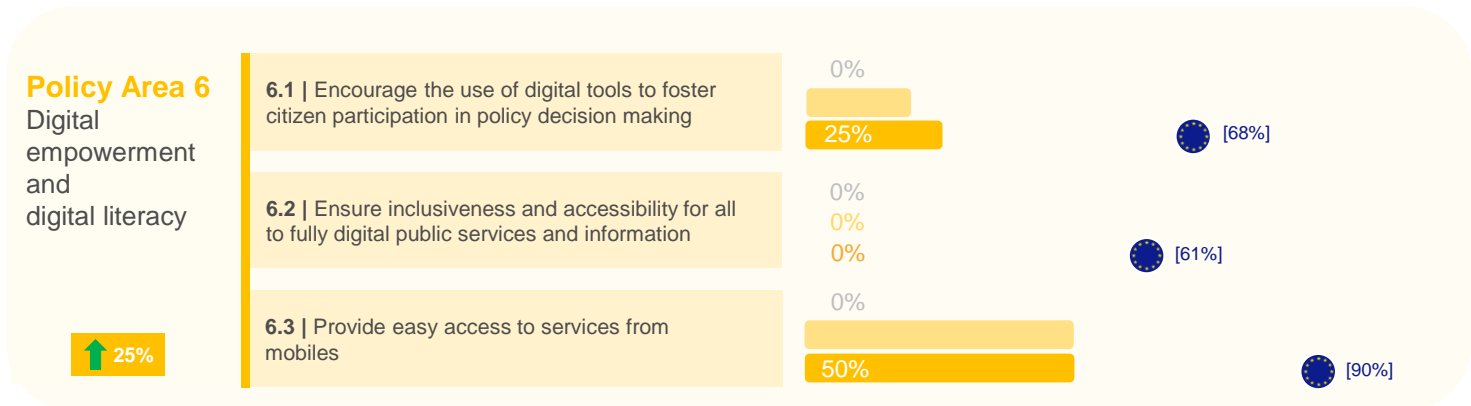 Policy Area 6
Digital
empowerment
and
digital literacy
25%
6.1 | Encourage the use of digital tools to foster
citizen participation in policy decision making
0%
25%
[68%]
6.2 | Ensure inclusiveness and accessibility for all
to fully digital public services and information
0%
0%
0%
[61%]
6.3 | Provide easy access to services from
mobiles
0%
50%
[90%]